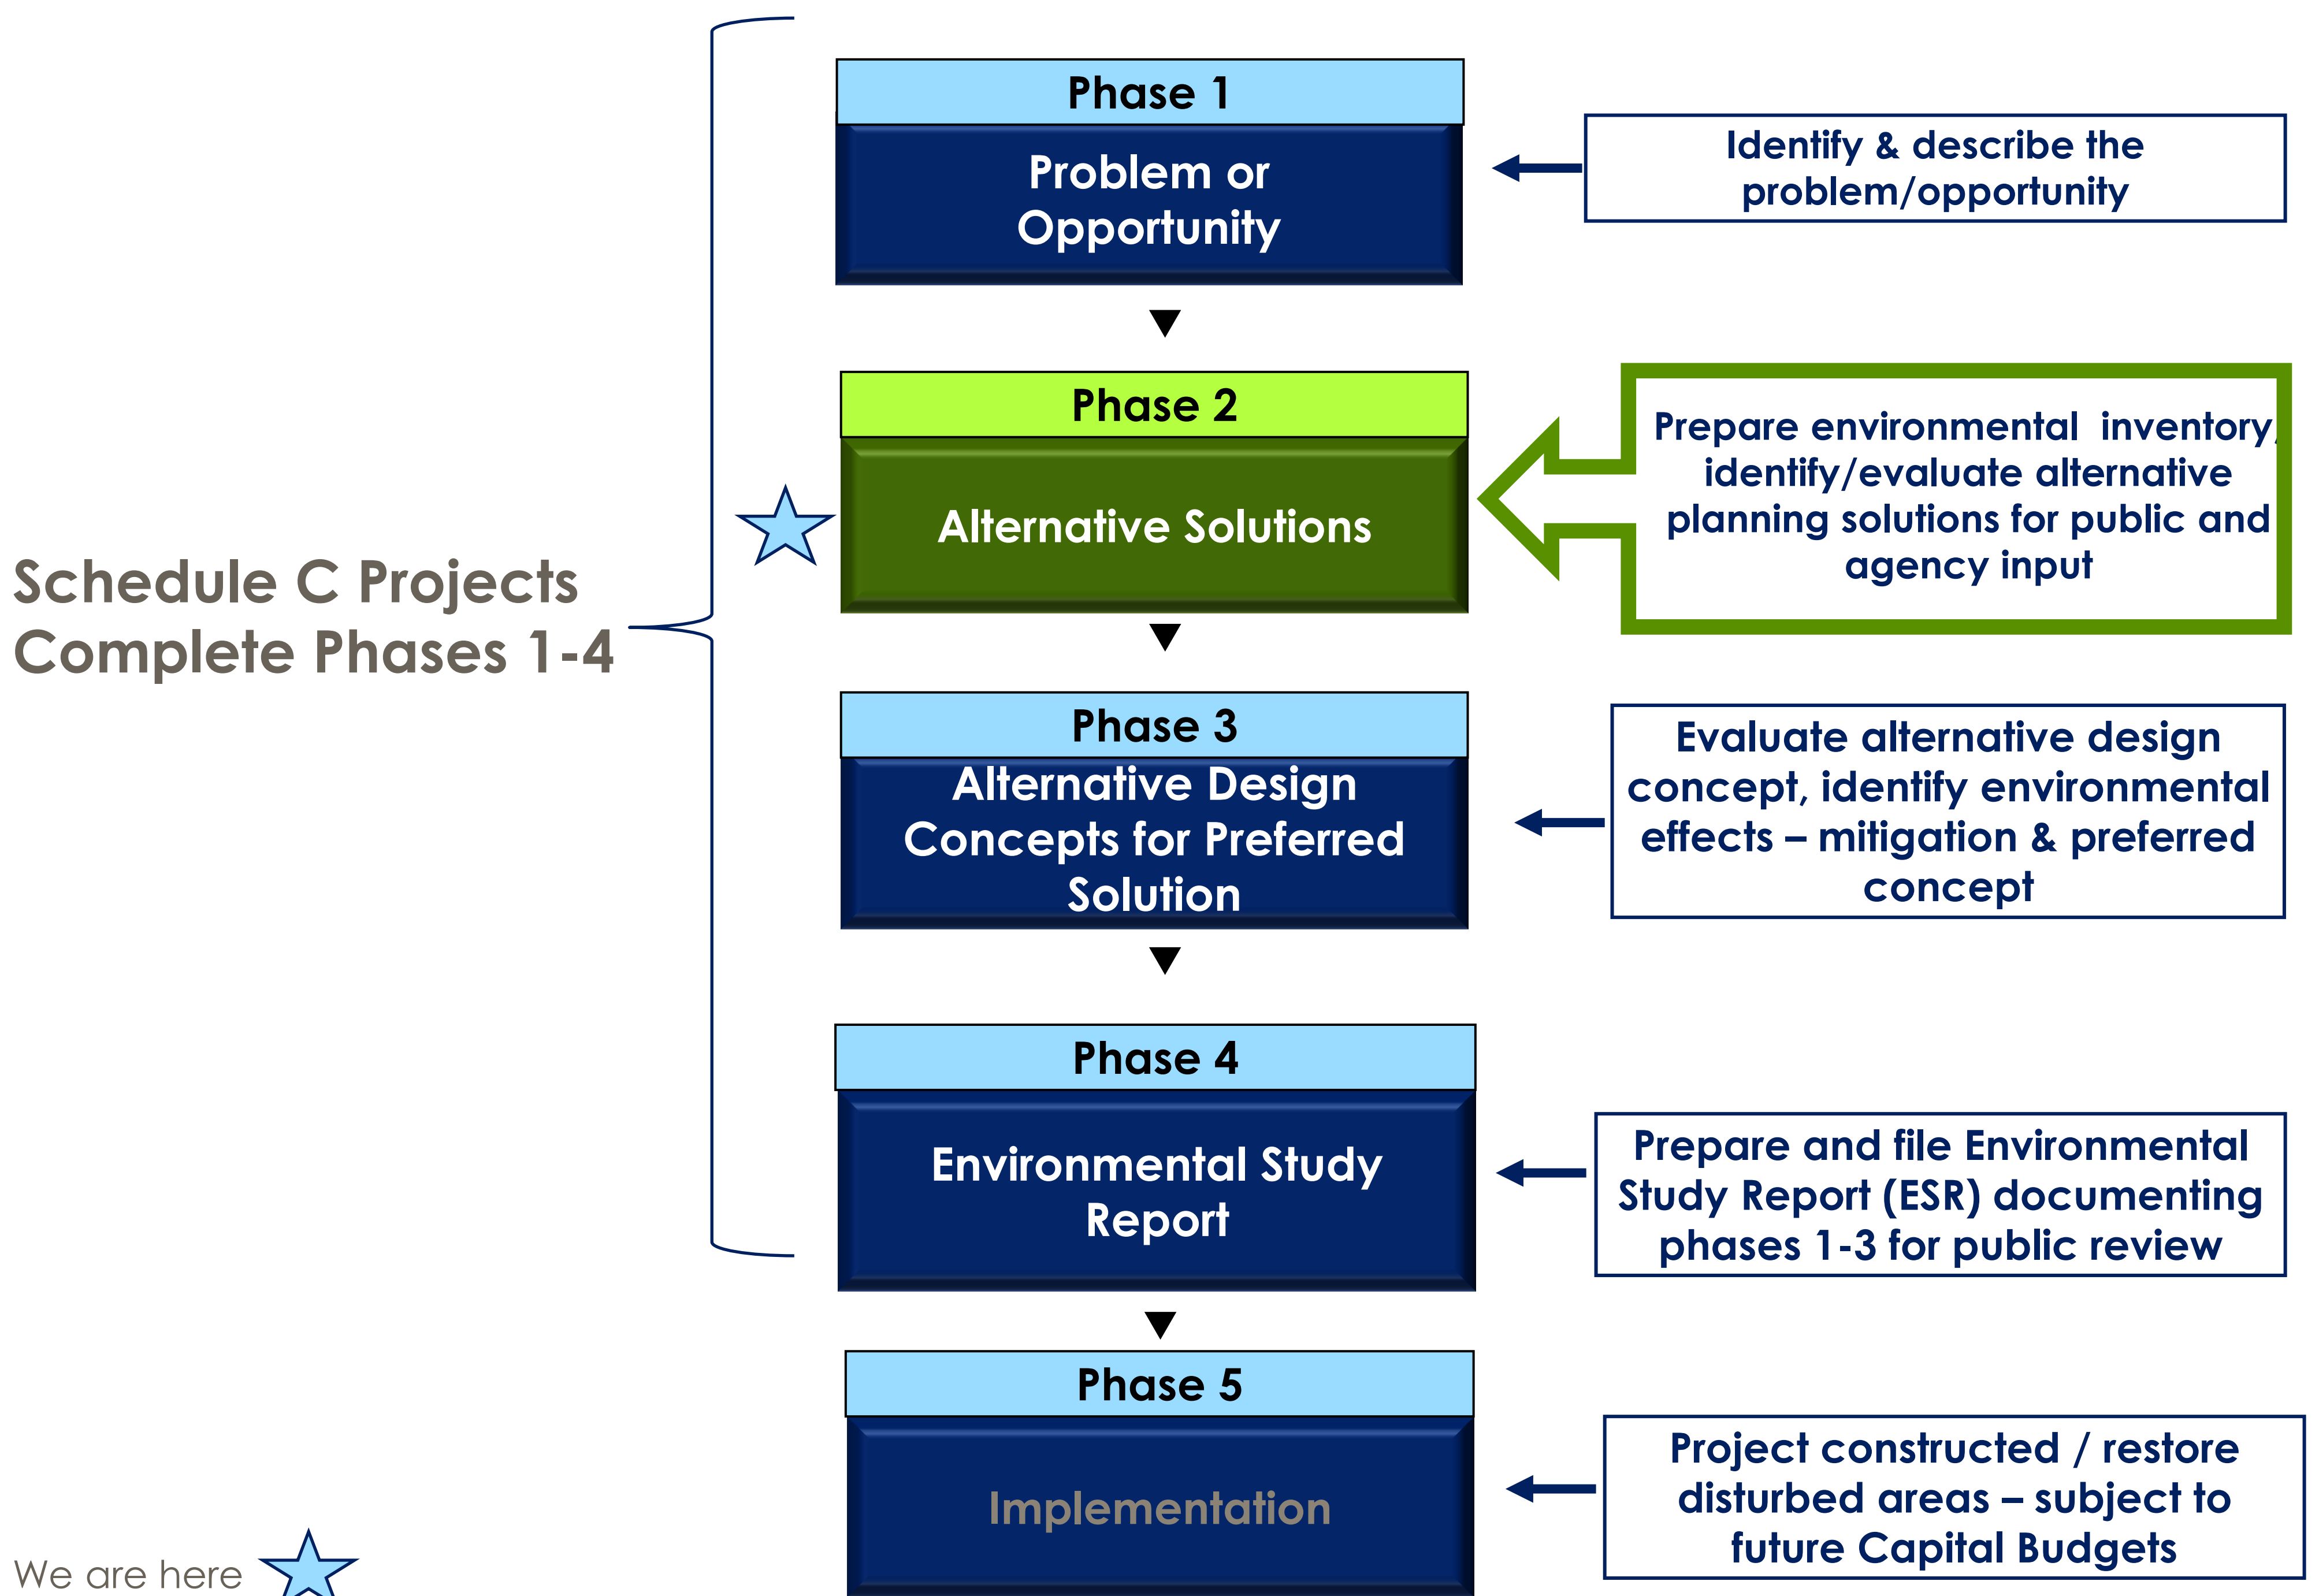 Phase 1
Problem or
Opportunity
Identify & describe the
problem/opportunity
Phase 2
Alternative Solutions
Prepare environmental  inventory,
identify/evaluate alternative
planning solutions for public and
agency input
Schedule C Projects
Complete Phases 1-4
Phase 3
Alternative Design
Concepts for Preferred
Solution
Evaluate alternative design
concept, identify environmental
effects – mitigation & preferred
concept
Phase 4
Environmental Study
Report
Prepare and file Environmental
Study Report (ESR) documenting
phases 1-3 for public review
Phase 5
Implementation
Project constructed / restore
disturbed areas – subject to
future Capital Budgets
We are here